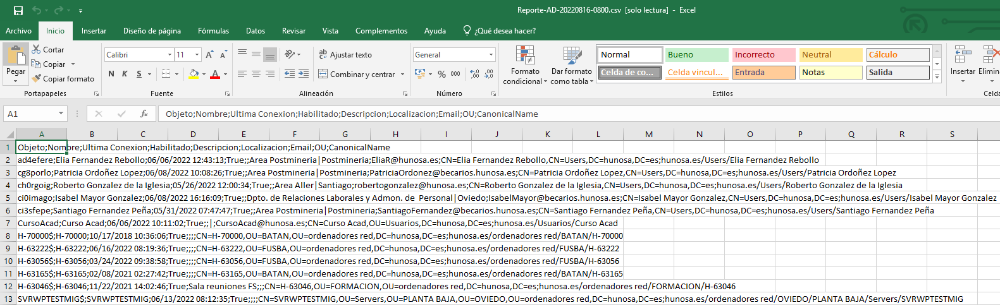 Reporte-AD-20220816-0800.csv [solo lectura] - Excel
Archivo Inicio Insertar Diseño de página Fórmulas Datos Revisar Vista Complementos Ayuda ¿Qué desea hacer?
Pegar
Cortar
Copiar
Copiar formato
Portapapeles
Calibri 11
N K S
Fuente
Ajustar texto
Combinar y centrar
Alineación
General
% 000
Número
Formato condicional
Dar formato como tabla
Normal Bueno Incorrecto Neutral Cálculo
Celda de co... Celda vincul... Entrada Notas Salida
Estilos
Insertar Elimin
Celda
A1 fx Objeto;Nombre;Ultima Conexion;Habilitado;Descripcion;Localizacion;Email;OU;CanonicalName
A B C D E F G H I J K L M N O P Q R S
1 Objeto;Nombre;Ultima Conexion;Habilitado;Descripcion;Localizacion;Email;OU;CanonicalName
2 ad4efere;Elia Fernandez Rebollo;06/06/2022 12:43:13;True;;Area Postmineria|Postmineria;EliaR@hunosa.es;CN=Elia Fernandez Rebollo,CN=Users,DC=hunosa,DC=es;hunosa.es/Users/Elia Fernandez Rebollo
3 cg8porlo;Patricia Ordoñez Lopez;06/08/2022 10:08:26;True;;Area Postmineria|Postmineria;PatriciaOrdonez@becarios.hunosa.es;CN=Patricia Ordoñez Lopez,CN=Users,DC=hunosa,DC=es;hunosa.es/Users/Patricia Ordoñez Lopez
4 ch0rgoig;Roberto Gonzalez de la Iglesia;05/26/2022 12:00:34;True;;Area Aller|Santiago;robertogonzalez@hunosa.es;CN=Roberto Gonzalez de la Iglesia,CN=Users,DC=hunosa,DC=es;hunosa.es/Users/Roberto Gonzalez de la Iglesia
5 ci0imago;Isabel Mayor Gonzalez;06/08/2022 16:16:09;True;;Dpto. de Relaciones Laborales y Admon. de  Personal|Oviedo;IsabelMayor@becarios.hunosa.es;CN=Isabel Mayor Gonzalez,CN=Users,DC=hunosa,DC=es;hunosa.es/Users/Isabel Mayor Gonzalez
6 ci3sfepe;Santiago Fernandez Peña;05/31/2022 07:47:47;True;;Area Postmineria|Postmineria;SantiagoFernandez@becarios.hunosa.es;CN=Santiago Fernandez Peña,CN=Users,DC=hunosa,DC=es;hunosa.es/Users/Santiago Fernandez Peña
7 CursoAcad;Curso Acad;06/06/2022 10:11:02;True;;|;CursoAcad@hunosa.es;CN=Curso Acad,OU=Usuarios,DC=hunosa,DC=es;hunosa.es/Usuarios/Curso Acad
8 H-70000$;H-70000;10/17/2018 10:36:06;True;;;;CN=H-70000,OU=BATAN,OU=ordenadores red,DC=hunosa,DC=es;hunosa.es/ordenadores red/BATAN/H-70000
9 H-63222$;H-63222;06/16/2022 08:19:36;True;;;;CN=H-63222,OU=FUSBA,OU=ordenadores red,DC=hunosa,DC=es;hunosa.es/ordenadores red/FUSBA/H-63222
10 H-63056$;H-63056;03/24/2022 09:38:58;True;;;;CN=H-63056,OU=FUSBA,OU=ordenadores red,DC=hunosa,DC=es;hunosa.es/ordenadores red/FUSBA/H-63056
11 H-63165$;H-63165;02/08/2021 02:27:42;True;;;;CN=H-63165,OU=BATAN,OU=ordenadores red,DC=hunosa,DC=es;hunosa.es/ordenadores red/BATAN/H-63165
12 H-63046$;H-63046;11/22/2021 14:02:46;True;Sala reuniones FS;;;CN=H-63046,OU=FORMACION,OU=ordenadores red,DC=hunosa,DC=es;hunosa.es/ordenadores red/FORMACION/H-63046
13 SVRWPTESTMIG$;SVRWPTESTMIG;06/13/2022 08:12:35;True;;;;CN=SVRWPTESTMIG,OU=Servers,OU=PLANTA BAJA,OU=OVIEDO,OU=ordenadores red,DC=hunosa,DC=es;hunosa.es/ordenadores red/OVIEDO/PLANTA BAJA/Servers/SVRWPTESTMIG